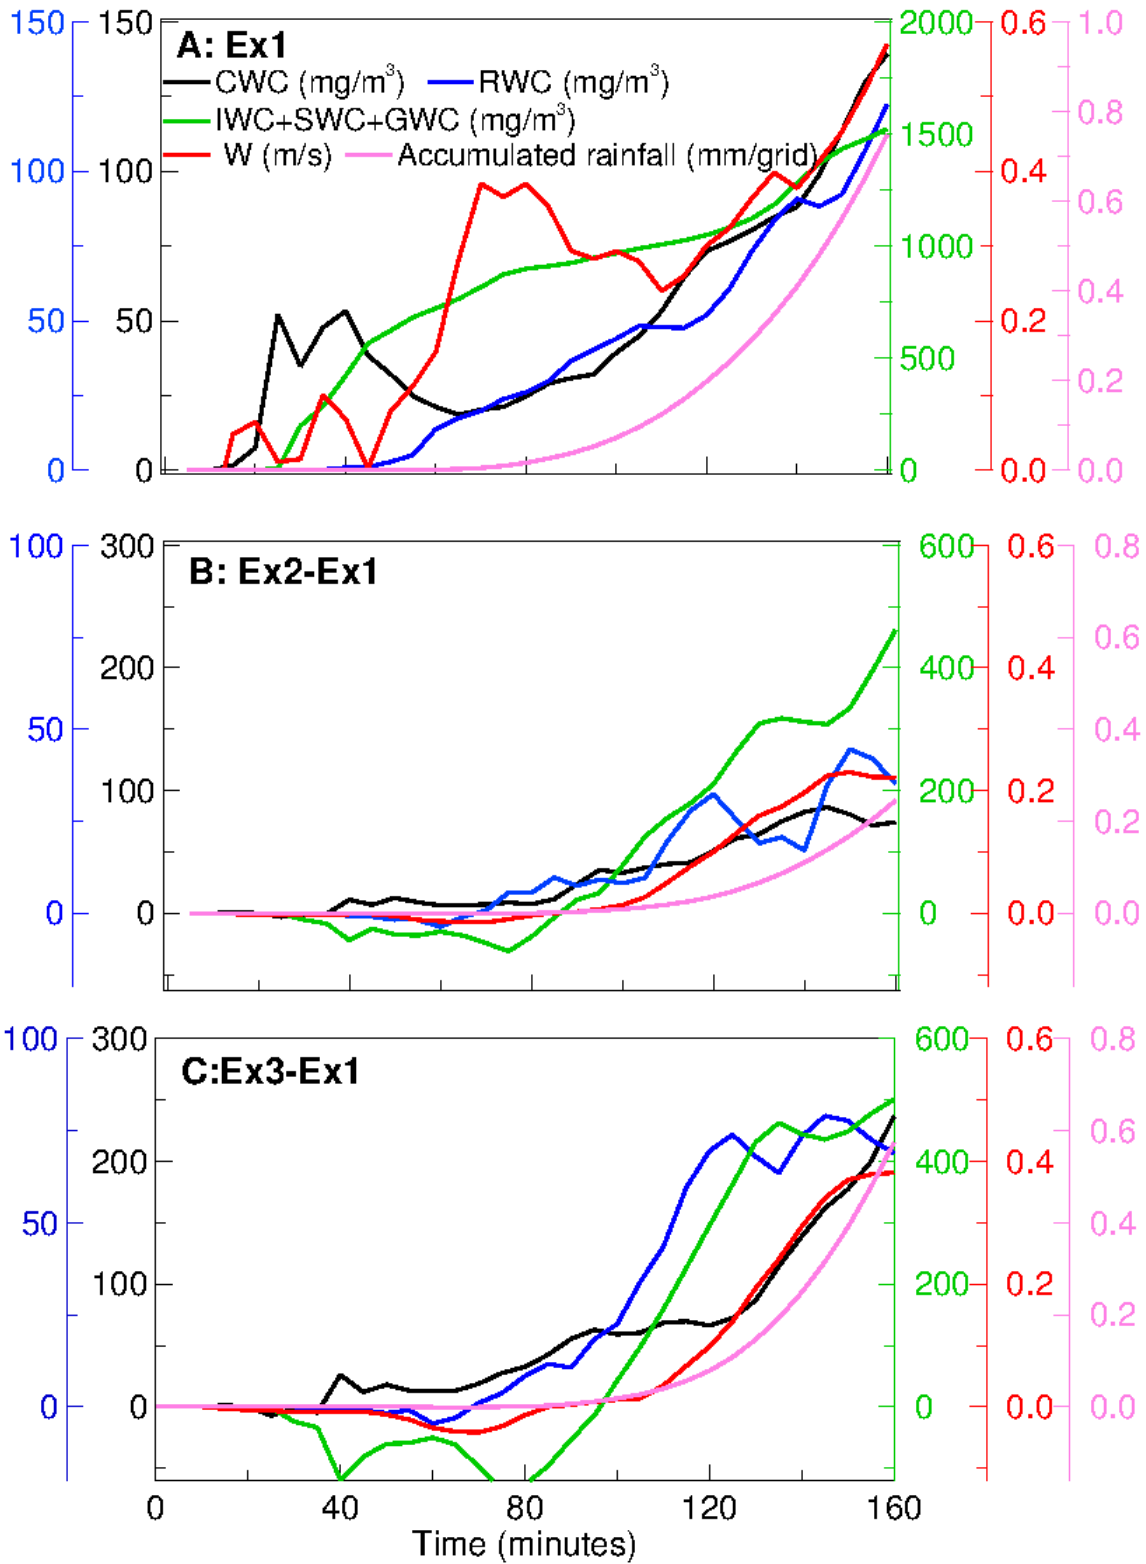 A: Ex1
CWC (mg/m³) RWC (mg/m³)
IWC+SWC+GWC (mg/m³)
W (m/s) Accumulated rainfall (mm/grid)
150 150 2000 0.6 1.0
0.8
1500
100 100 0.4
0.6
1000
0.4
50 50 0.2
500
0.2
0 0 0 0.0 0.0
B: Ex2-Ex1
100 300 600 0.6 0.8
0.6
200 400 0.4
50 0.4
100 200 0.2
0.2
0 0 0 0.0 0.0
C:Ex3-Ex1
100 300 600 0.6 0.8
0.6
200 400 0.4
50 0.4
100 200 0.2
0.2
0 0 0 0.0 0.0
0 40 80 120 160
Time (minutes)